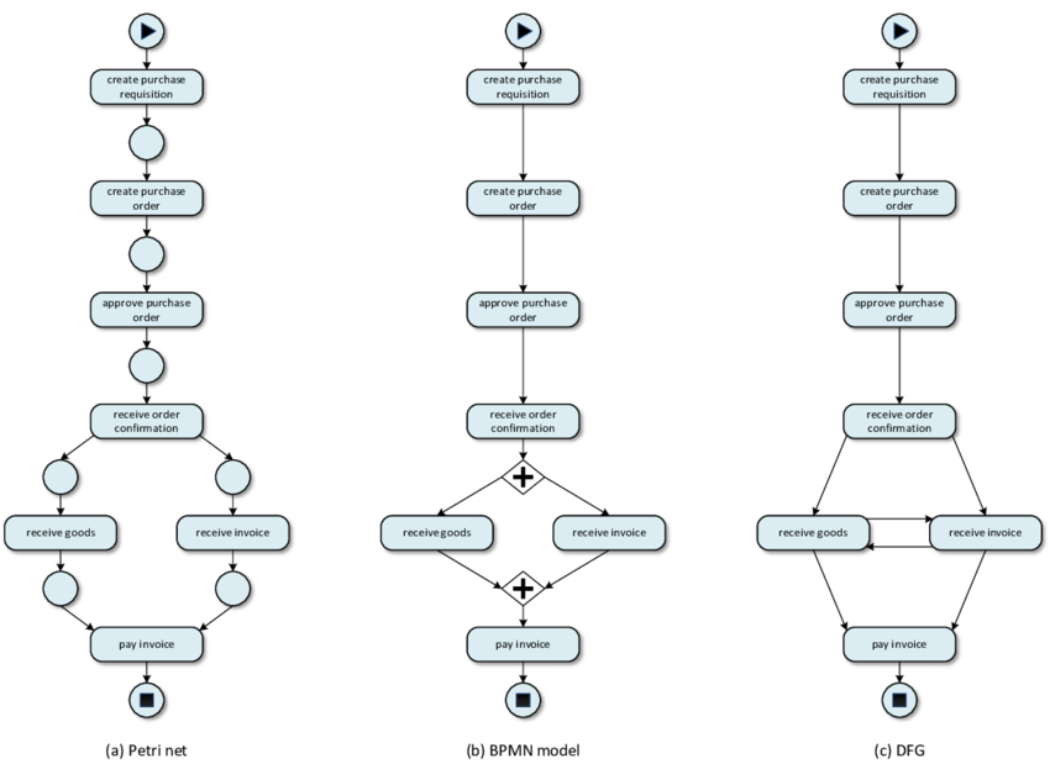 create purchase
requisition
create purchase
order
approve purchase
order
receive order
confirmation
receive goods
receive invoice
pay invoice
(a) Petri net
create purchase
requisition
create purchase
order
approve purchase
order
receive order
confirmation
receive goods
receive invoice
pay invoice
(b) BPMN model
create purchase
requisition
create purchase
order
approve purchase
order
receive order
confirmation
receive goods
receive invoice
pay invoice
(c) DFG